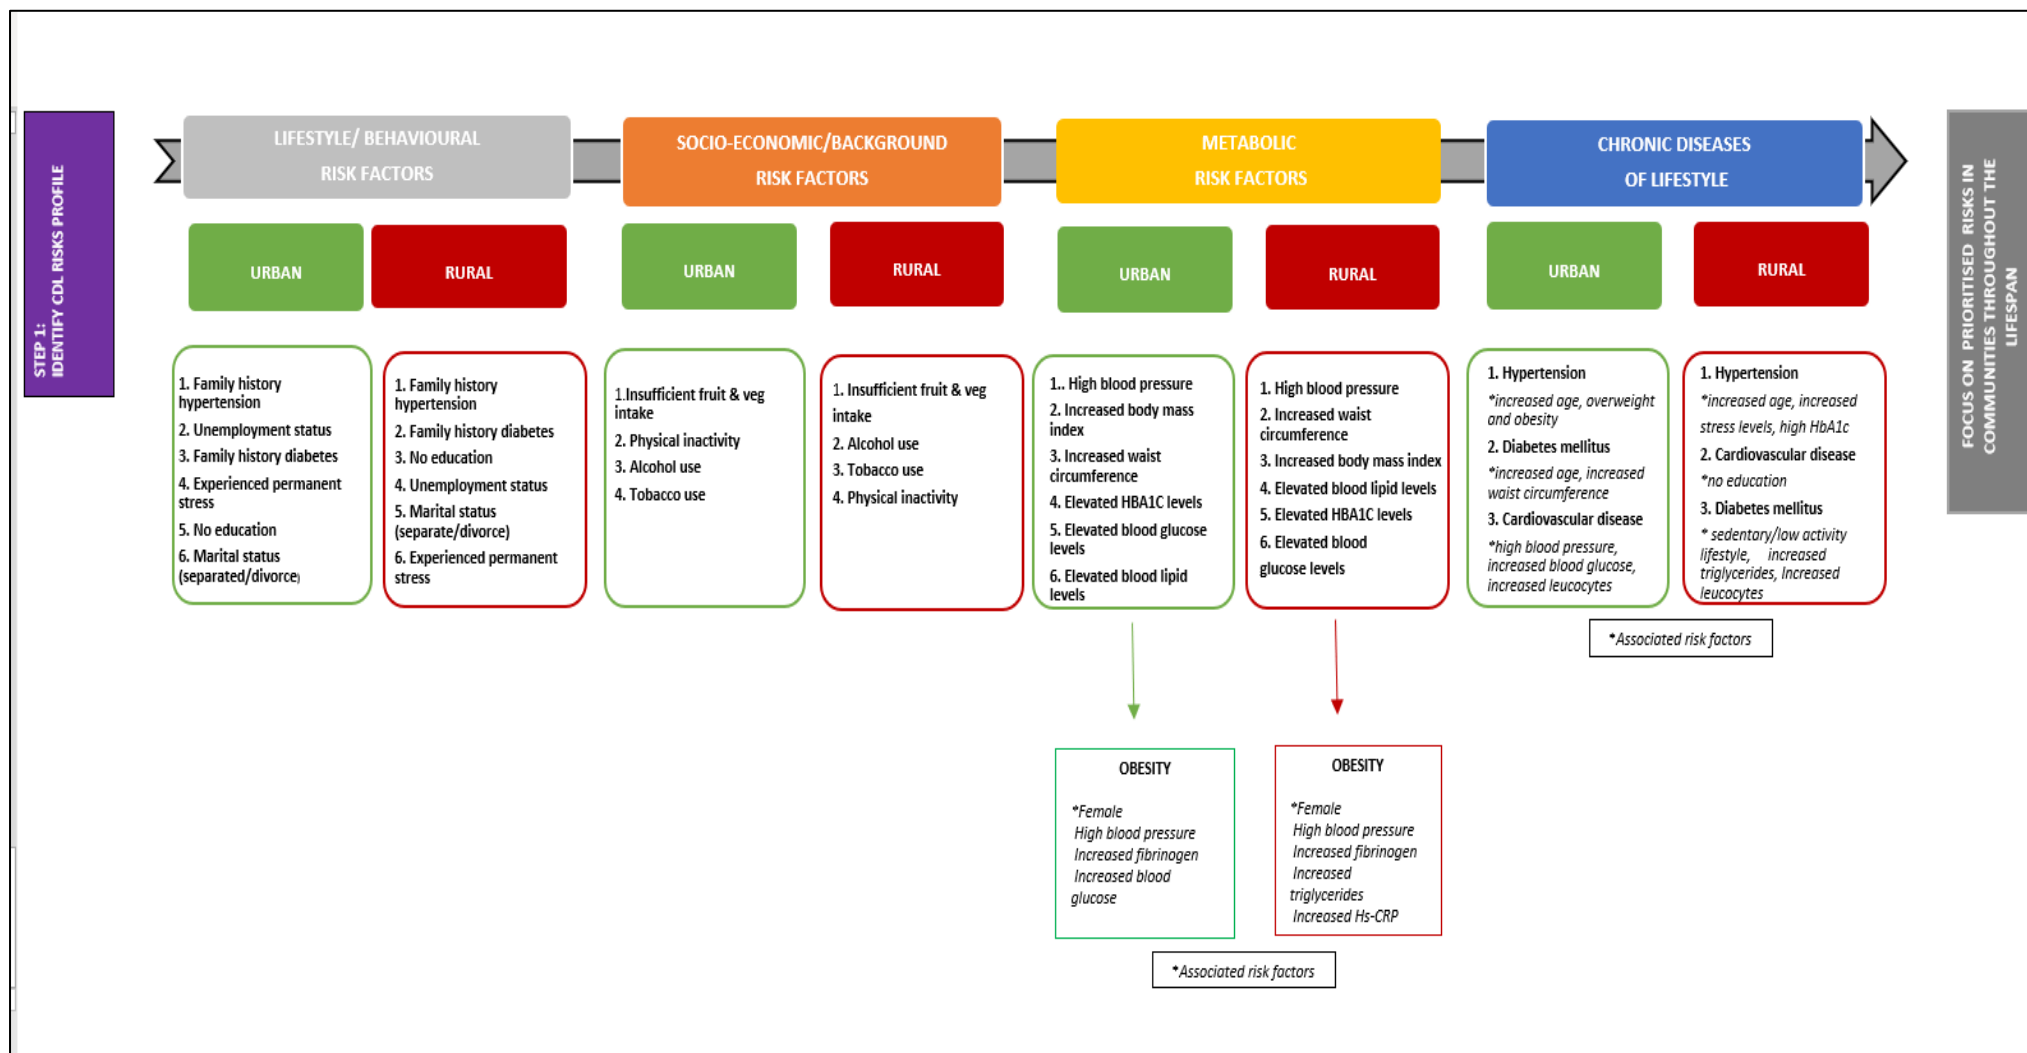 STEP 1:
IDENTIFY CDL RISKS PROFILE
LIFESTYLE/ BEHAVIOURAL
RISK FACTORS
SOCIO-ECONOMIC/BACKGROUND
RISK FACTORS
METABOLIC
RISK FACTORS
CHRONIC DISEASES
OF LIFESTYLE
FOCUS ON PRIORITISED RISKS IN
COMMUNITIES THROUGHOUT THE
LIFESPAN
URBAN
RURAL
URBAN
RURAL
URBAN
RURAL
URBAN
RURAL
1. Family history
hypertension
2. Unemployment status
3. Family history diabetes
4. Experienced permanent
stress
5. No education
6. Marital status
(separated/divorce)
1. Family history
hypertension
2. Family history diabetes
3. No education
4. Unemployment status
5. Marital status
(separate/divorce)
6. Experienced permanent
stress
1.Insufficient fruit & veg
intake
2. Physical inactivity
3. Alcohol use
4. Tobacco use
1. Insufficient fruit & veg
intake
2. Alcohol use
3. Tobacco use
4. Physical inactivity
1.. High blood pressure
2. Increased body mass
index
3. Increased waist
circumference
4. Elevated HBA1C levels
5. Elevated blood glucose
levels
6. Elevated blood lipid
levels
1. High blood pressure
2. Increased waist
circumference
3. Increased body mass index
4. Elevated blood lipid levels
5. Elevated HBA1C levels
6. Elevated blood
glucose levels
1. Hypertension
*increased age, overweight
and obesity
2. Diabetes mellitus
*increased age, increased
waist circumference
3. Cardiovascular disease
*high blood pressure,
increased blood glucose,
increased leucocytes
1. Hypertension
*increased age, increased
stress levels, high HbA1c
2. Cardiovascular disease
*no education
3. Diabetes mellitus
* sedentary/low activity
lifestyle, increased
triglycerides, Increased
leucocytes
*Associated risk factors
OBESITY
*Female
High blood pressure
Increased fibrinogen
Increased blood
glucose
OBESITY
*Female
High blood pressure
Increased fibrinogen
Increased
triglycerides
Increased Hs-CRP
*Associated risk factors